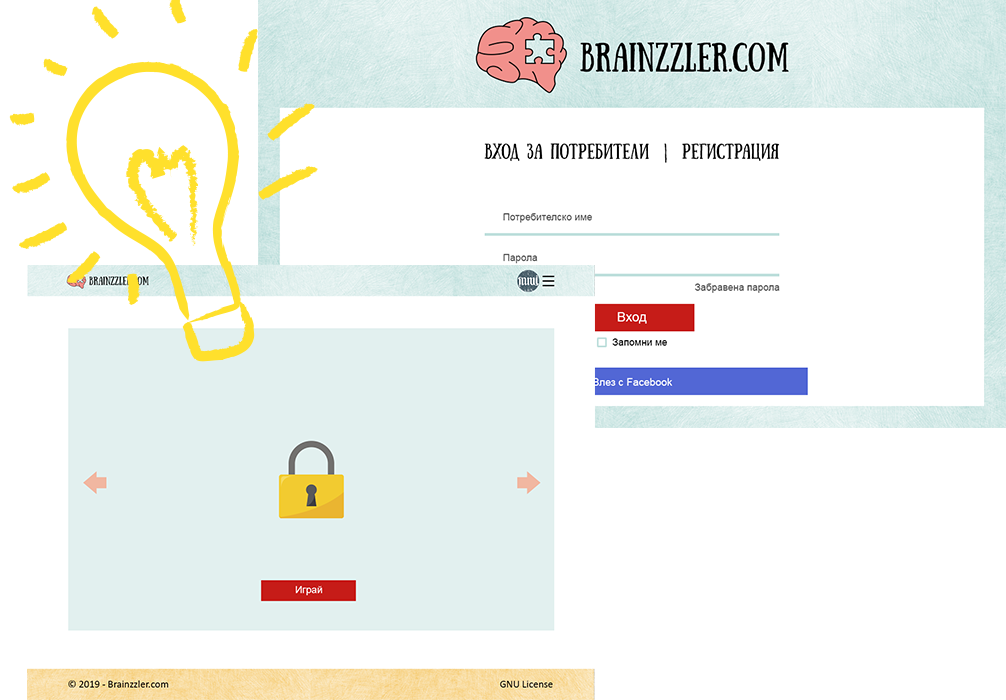 BRAINZZLER.COM
ВХОД ЗА ПОТРЕБИТЕЛИ | РЕГИСТРАЦИЯ
Потребителско име
Парола
Забравена парола
Вход
Запомни ме
Влез с Facebook
BRAINZZLER.COM
Играй
© 2019 - Brainzzler.com
GNU License